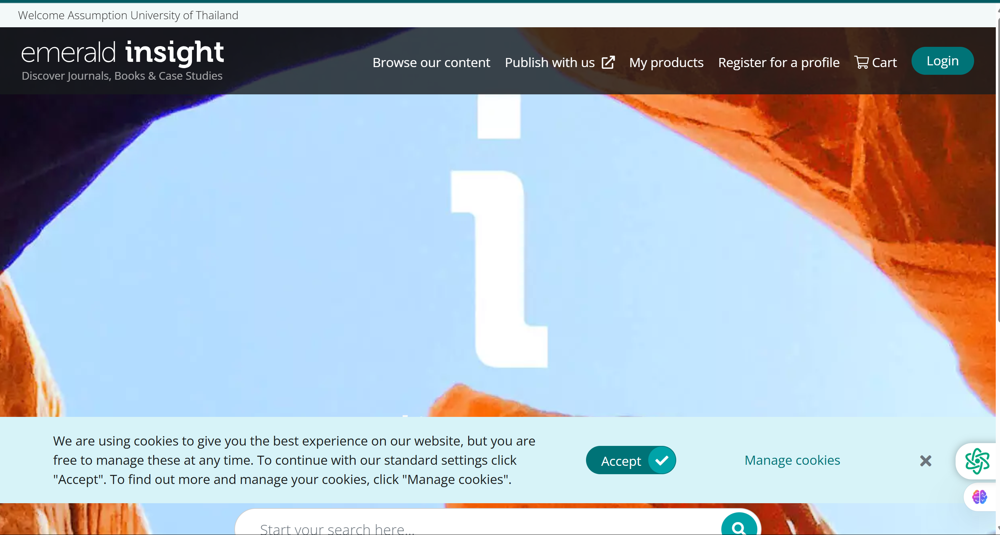 Welcome Assumption University of Thailand
emerald insight
Discover Journals, Books & Case Studies
Browse our content Publish with us My products Register for a profile Cart Login
i
We are using cookies to give you the best experience on our website, but you are
free to manage these at any time. To continue with our standard settings click
"Accept". To find out more and manage your cookies, click "Manage cookies".
Accept
Manage cookies
Start your search here...